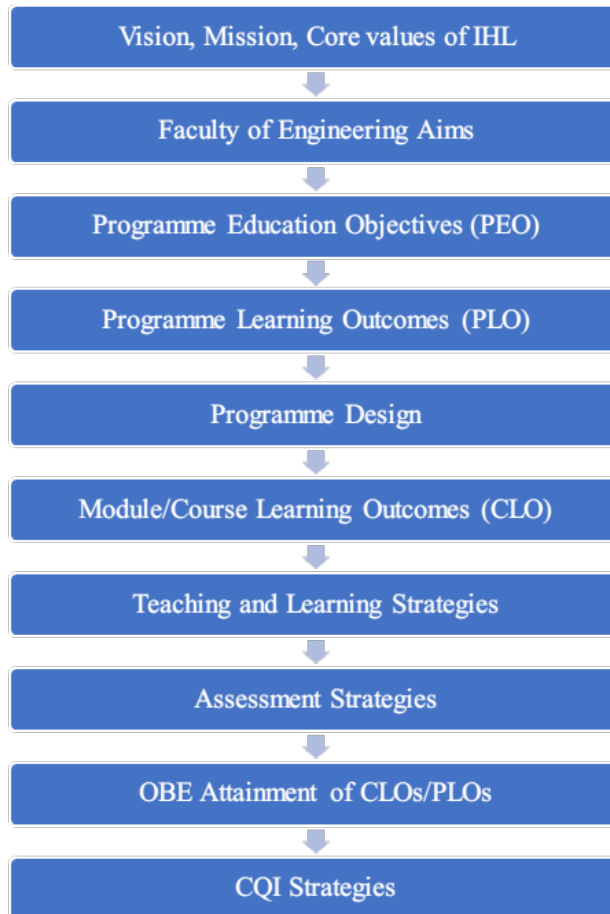 Vision, Mission, Core values of IHL
Faculty of Engineering Aims
Programme Education Objectives (PEO)
Programme Learning Outcomes (PLO)
Programme Design
Module/Course Learning Outcomes (CLO)
Teaching and Learning Strategies
Assessment Strategies
OBE Attainment of CLOs/PLOs
CQI Strategies